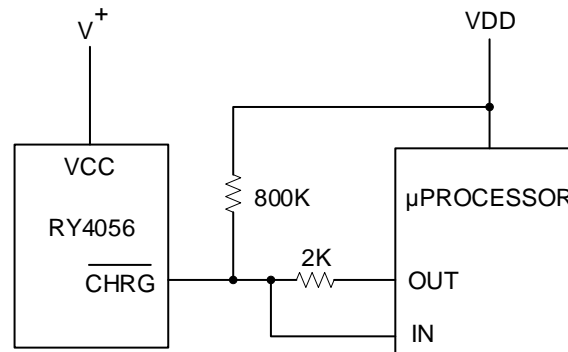 V+
VDD
VCC
RY4056
CHRG
800K
2K
µPROCESSOR
OUT
IN